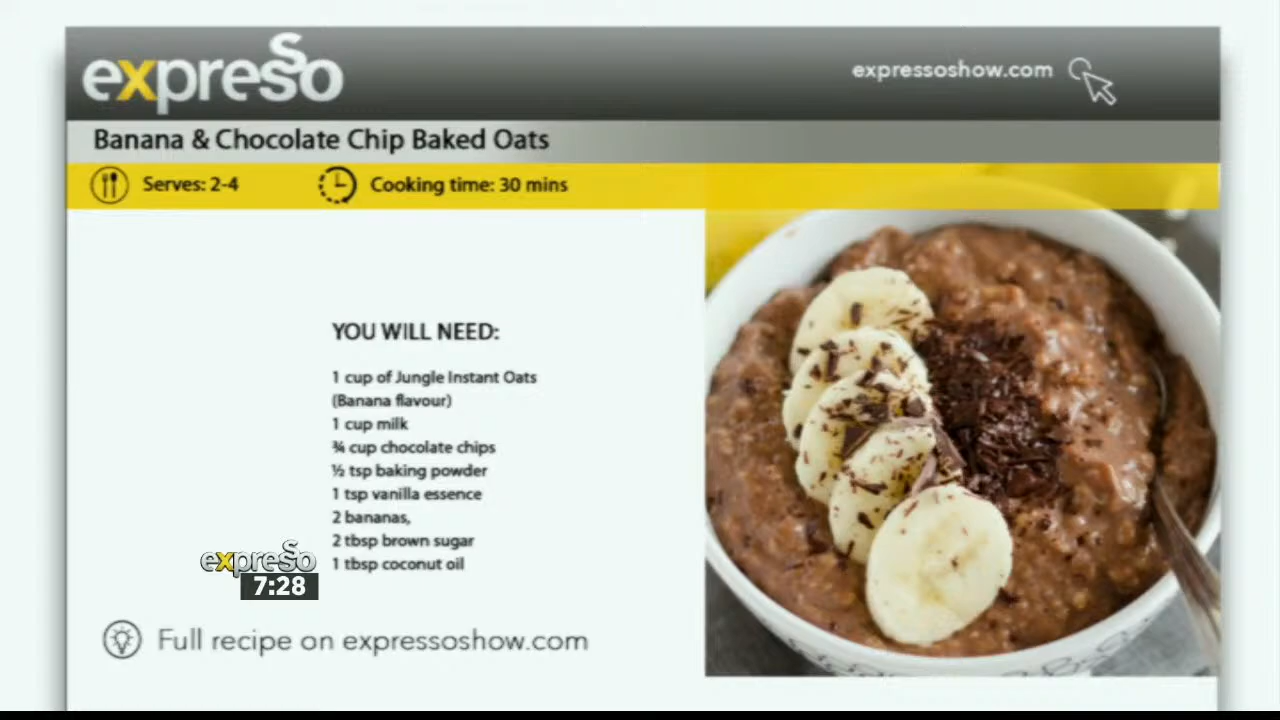 expresso
expressoshow.com
Banana & Chocolate Chip Baked Oats
Serves: 2-4
Cooking time: 30 mins
YOU WILL NEED:
1 cup of Jungle Instant Oats
(Banana flavour)
1 cup milk
¾ cup chocolate chips
½ tsp baking powder
1 tsp vanilla essence
2 bananas,
2 tbsp brown sugar
1 tbsp coconut oil
expresso
7:28
Full recipe on expressoshow.com